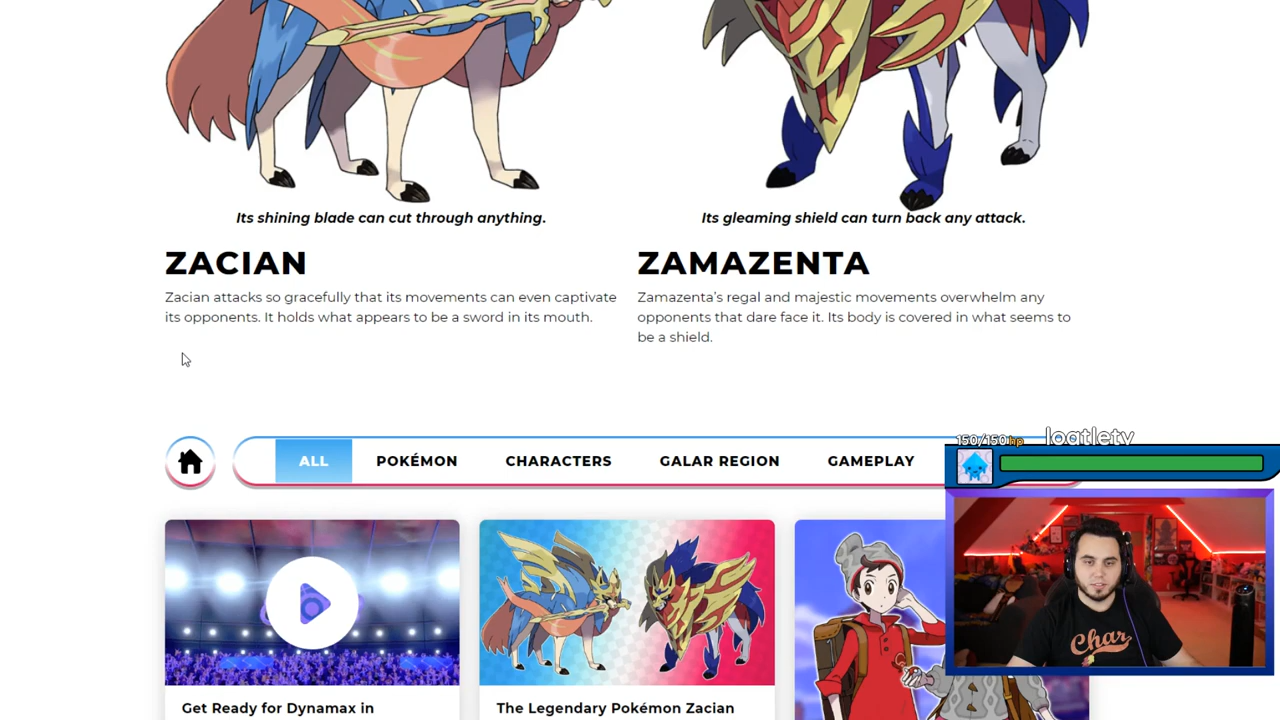 Its shining blade can cut through anything.
Its gleaming shield can turn back any attack.
ZACIAN
Zacian attacks so gracefully that its movements can even captivate
its opponents. It holds what appears to be a sword in its mouth.
ZAMAZENTA
Zamazenta's regal and majestic movements overwhelm any
opponents that dare face it. Its body is covered in what seems to
be a shield.
ALL POKÉMON CHARACTERS GALAR REGION GAMEPLAY
150/150hp loatletv
Char
Get Ready for Dynamax in
The Legendary Pokémon Zacian